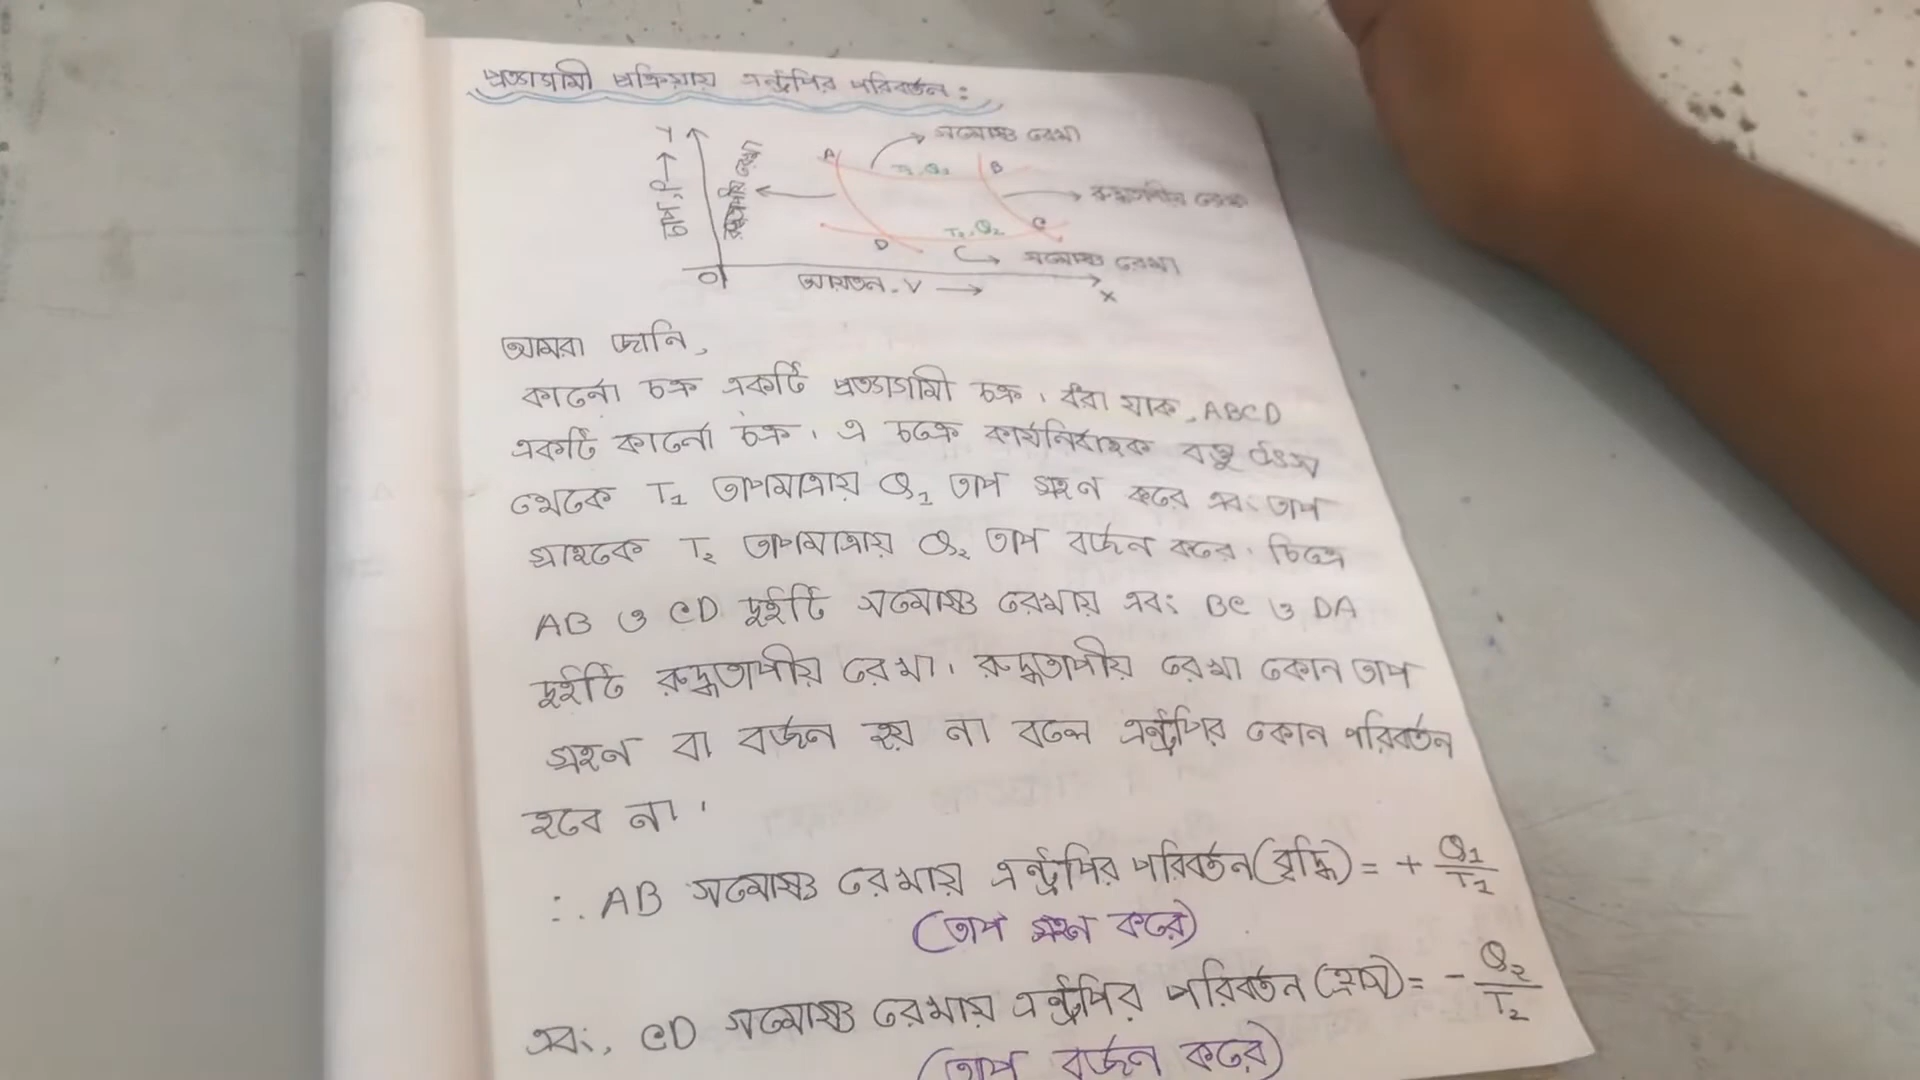 প্রত্যাগামী প্রক্রিয়ায় এন্ট্রপির পরিবর্তন:
Y
সমোষ্ণ রেখা
A
B
T₁, Q₁
চাপ, P →
রুদ্ধতাপীয় রেখা
রুদ্ধতাপীয় রেখা
T₂, Q₂
C
D
সমোষ্ণ রেখা
O
আয়তন, V →
X
আমরা জানি,
কার্নো চক্র একটি প্রত্যাগামী চক্র। ধরা যাক, ABCD
একটি কার্নো চক্র। এ চক্রে কার্যনির্বাহক বস্তু উৎস
থেকে T₁ তাপমাত্রায় Q₁ তাপ গ্রহন করে এবং তাপ
গ্রাহকে T₂ তাপমাত্রায় Q₂ তাপ বর্জন করে। চিত্রে
AB ও CD দুইটি সমোষ্ণ রেখায় এবং BC ও DA
দুইটি রুদ্ধতাপীয় রেখা। রুদ্ধতাপীয় রেখা কোন তাপ
গ্রহন বা বর্জন হয় না বলে এন্ট্রপির কোন পরিবর্তন
হবে না।
∴ AB সমোষ্ণ রেখায় এন্ট্রপির পরিবর্তন (বৃদ্ধি) = + Q₁/T₁
(তাপ গ্রহন করে)
এবং, CD সমোষ্ণ রেখায় এন্ট্রপির পরিবর্তন (হ্রাস) = - Q₂/T₂
(তাপ বর্জন করে)